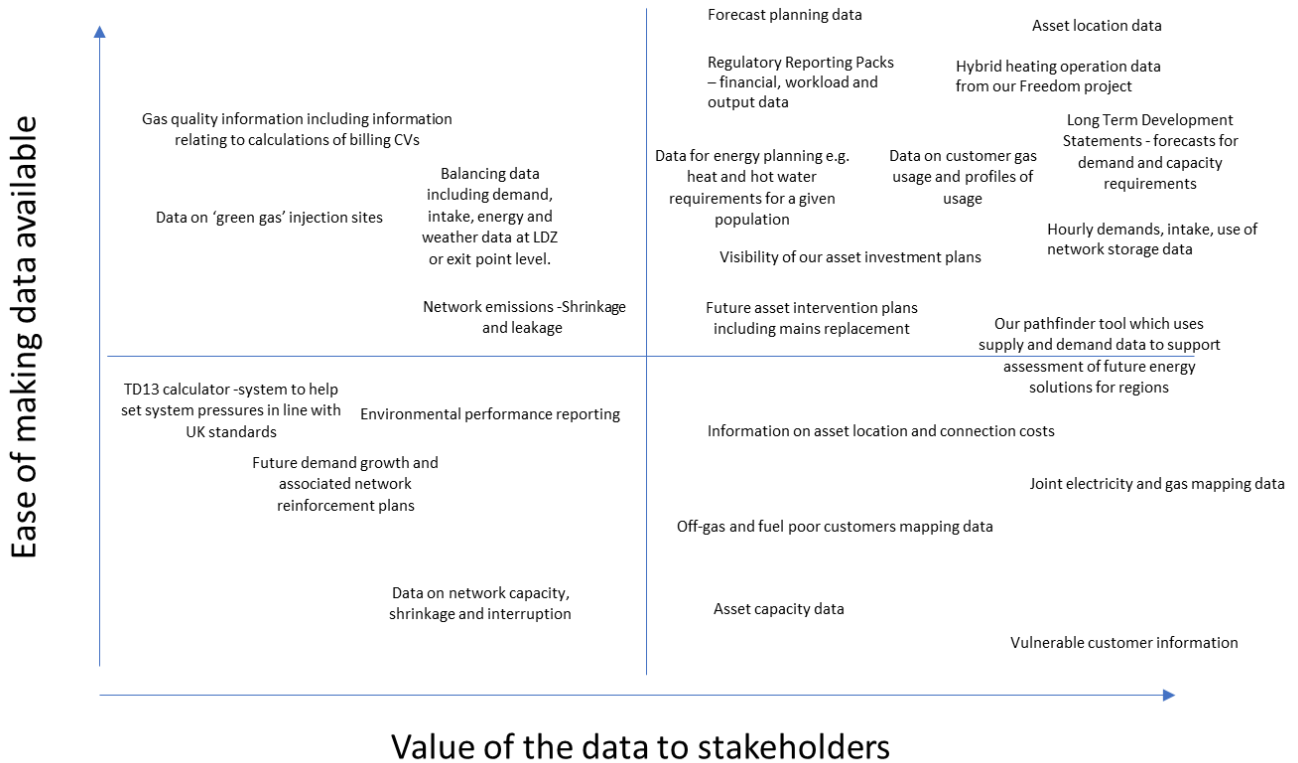 Ease of making data available
Forecast planning data
Asset location data
Regulatory Reporting Packs
– financial, workload and
output data
Hybrid heating operation data
from our Freedom project
Gas quality information including information
relating to calculations of billing CVs
Long Term Development
Statements - forecasts for
demand and capacity
requirements
Balancing data
including demand,
intake, energy and
weather data at LDZ
or exit point level.
Data for energy planning e.g.
heat and hot water
requirements for a given
population
Data on customer gas
usage and profiles of
usage
Data on ‘green gas’ injection sites
Hourly demands, intake, use of
network storage data
Visibility of our asset investment plans
Network emissions -Shrinkage
and leakage
Future asset intervention plans
including mains replacement
Our pathfinder tool which uses
supply and demand data to support
assessment of future energy
solutions for regions
TD13 calculator -system to help
set system pressures in line with
UK standards
Environmental performance reporting
Information on asset location and connection costs
Future demand growth and
associated network
reinforcement plans
Joint electricity and gas mapping data
Off-gas and fuel poor customers mapping data
Data on network capacity,
shrinkage and interruption
Asset capacity data
Vulnerable customer information
Value of the data to stakeholders